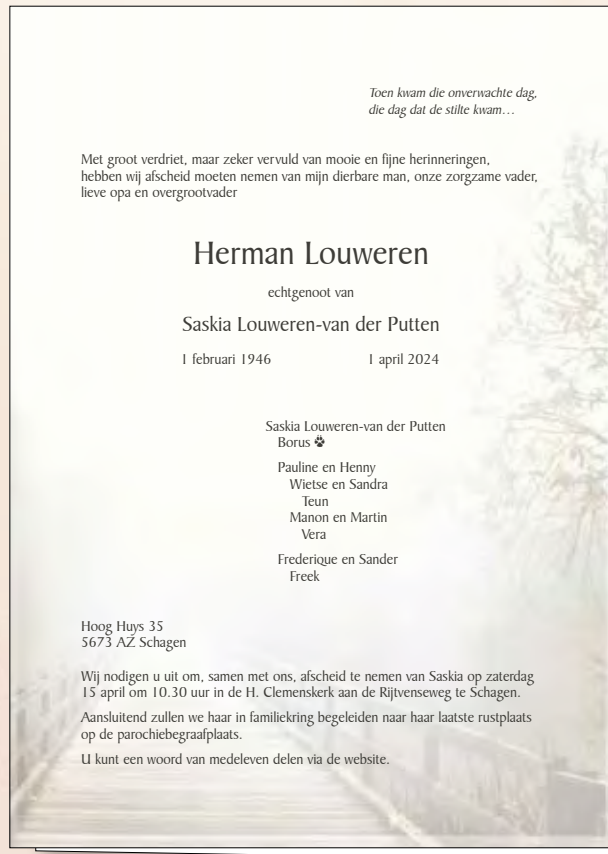 Toen kwam die onverwachte dag,
die dag dat de stilte kwam…
Met groot verdriet, maar zeker vervuld van mooie en fijne herinneringen,
hebben wij afscheid moeten nemen van mijn dierbare man, onze zorgzame vader,
lieve opa en overgrootvader
Herman Louweren
echtgenoot van
Saskia Louweren-van der Putten
1 februari 1946 1 april 2024
Saskia Louweren-van der Putten
Borus
Pauline en Henny
Wietse en Sandra
Teun
Manon en Martin
Vera
Frederique en Sander
Freek
Hoog Huys 35
5673 AZ Schagen
Wij nodigen u uit om, samen met ons, afscheid te nemen van Saskia op zaterdag
15 april om 10.30 uur in de H. Clemenskerk aan de Rijtvenseweg te Schagen.
Aansluitend zullen we haar in familiekring begeleiden naar haar laatste rustplaats
op de parochiebegraafplaats.
U kunt een woord van medeleven delen via de website.